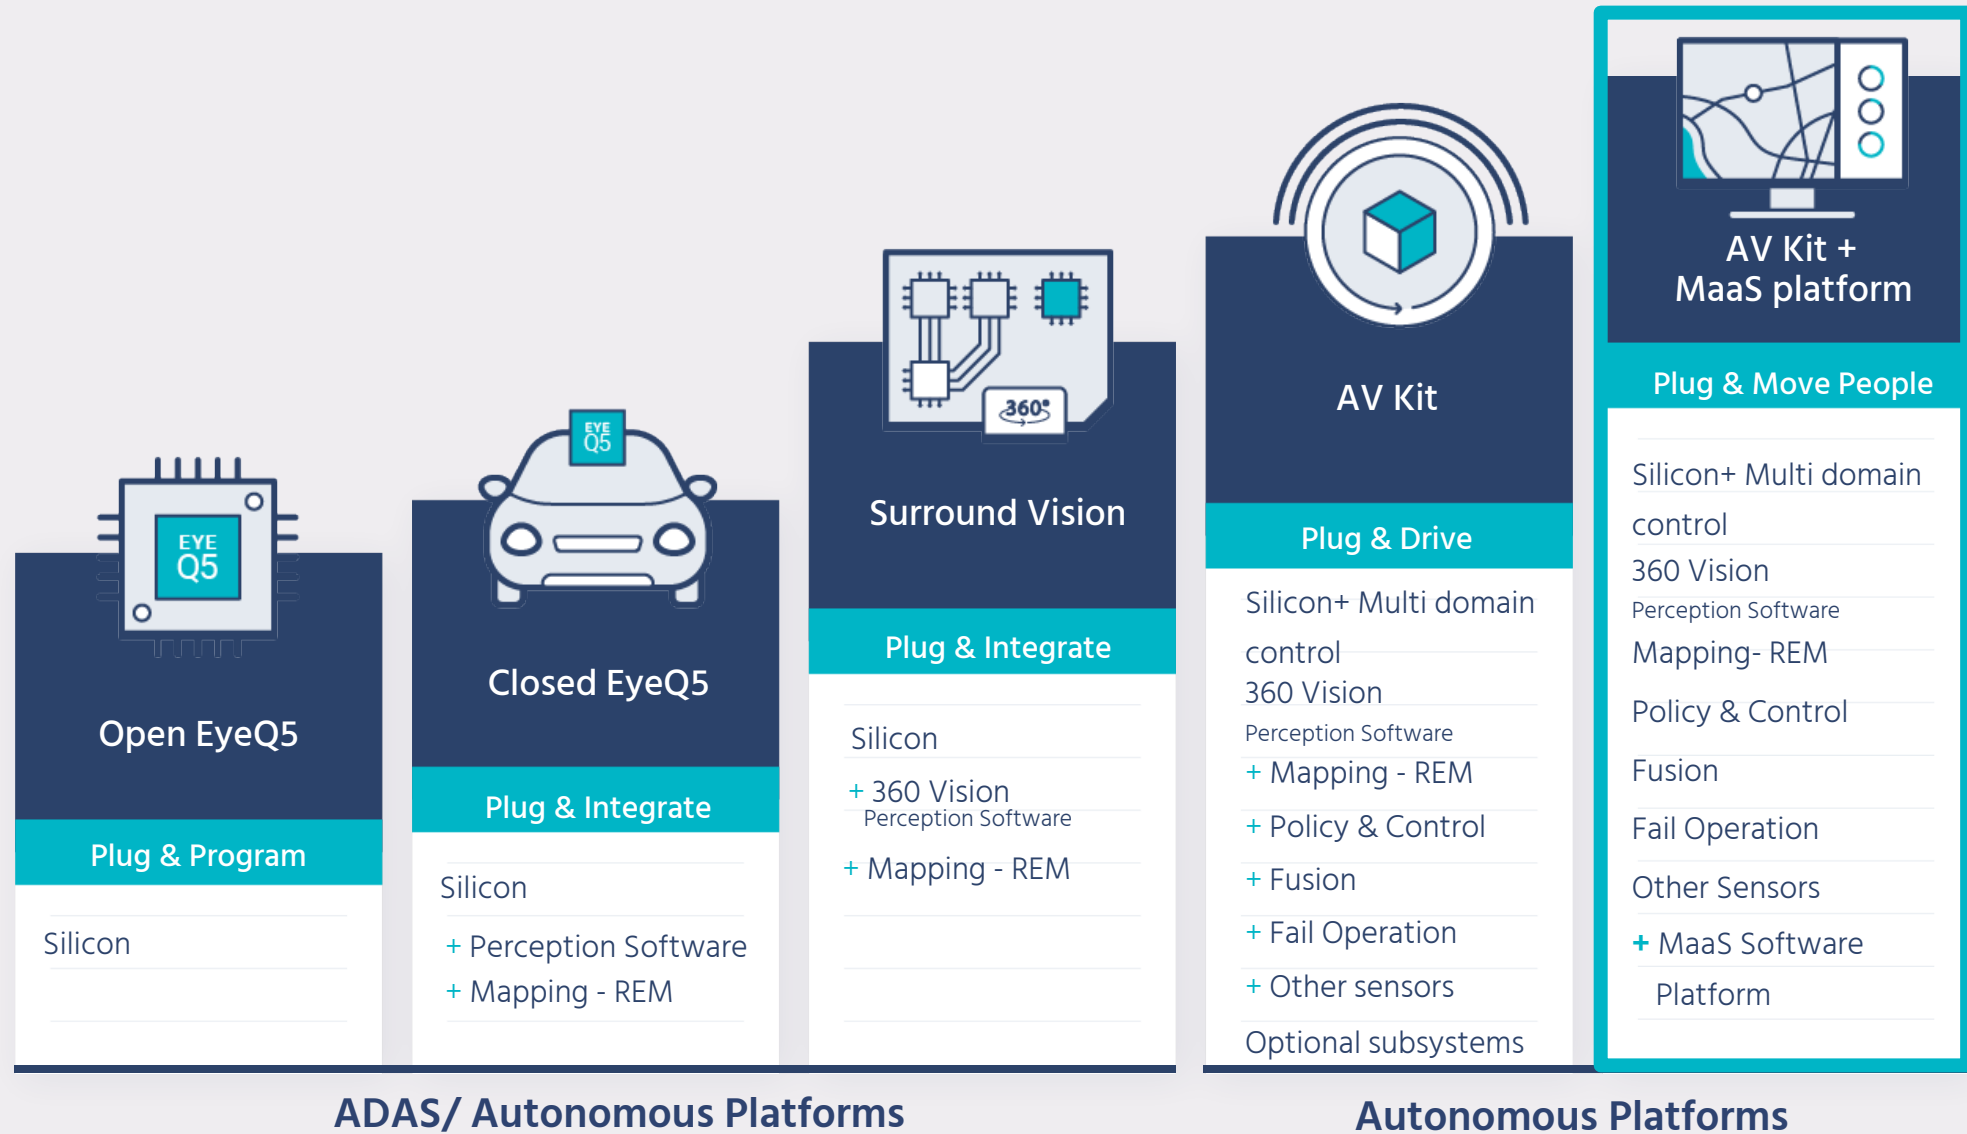 EYE
Q5
Open EyeQ5
Plug & Program
Silicon
EYE
Q5
Closed EyeQ5
Plug & Integrate
Silicon
+ Perception Software
+ Mapping - REM
360°
Surround Vision
Plug & Integrate
Silicon
+ 360 Vision
Perception Software
+ Mapping - REM
AV Kit
Plug & Drive
Silicon+ Multi domain
control
360 Vision
Perception Software
+ Mapping - REM
+ Policy & Control
+ Fusion
+ Fail Operation
+ Other sensors
Optional subsystems
AV Kit +
MaaS platform
Plug & Move People
Silicon+ Multi domain
control
360 Vision
Perception Software
Mapping- REM
Policy & Control
Fusion
Fail Operation
Other Sensors
+ MaaS Software
Platform
ADAS/ Autonomous Platforms
Autonomous Platforms